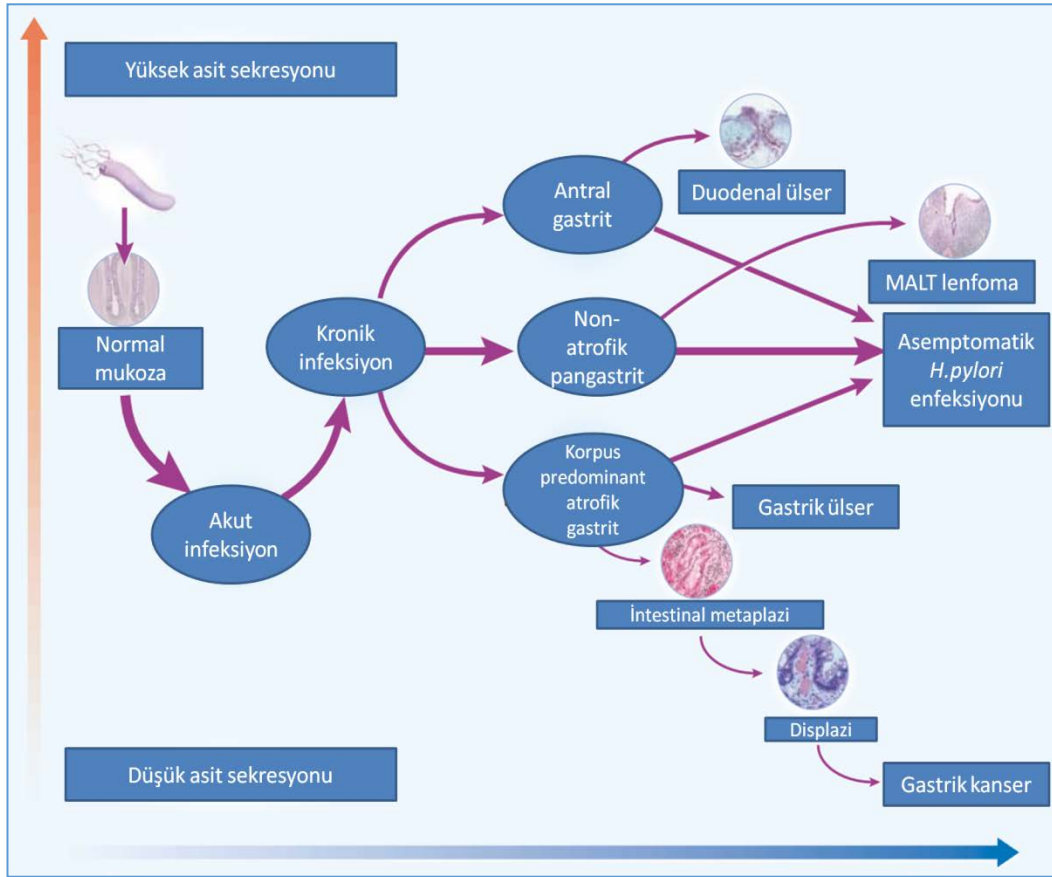 Yüksek asit sekresyonu
Normal
mukoza
Akut
infeksiyon
Kronik
infeksiyon
Antral
gastrit
Duodenal ülser
Non-
atrofik
pangastrit
MALT lenfoma
Asemptomatik
H.pylori
enfeksiyonu
Korpus
predominant
atrofik
gastrit
Gastrik ülser
İntestinal metaplazi
Displazi
Gastrik kanser
Düşük asit sekresyonu